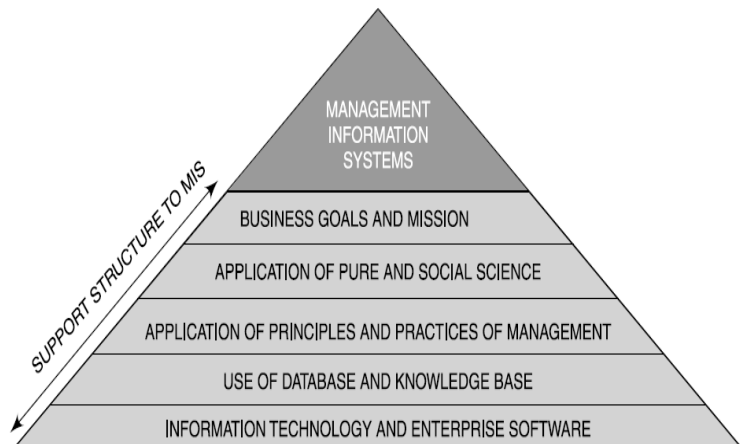 MANAGEMENT
INFORMATION
SYSTEMS
SUPPORT STRUCTURE TO MIS
BUSINESS GOALS AND MISSION
APPLICATION OF PURE AND SOCIAL SCIENCE
APPLICATION OF PRINCIPLES AND PRACTICES OF MANAGEMENT
USE OF DATABASE AND KNOWLEDGE BASE
INFORMATION TECHNOLOGY AND ENTERPRISE SOFTWARE